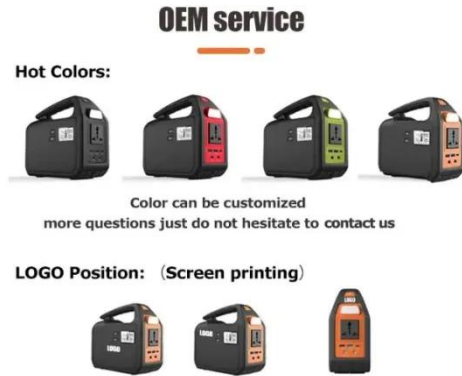 OEM service
Hot Colors:
Color can be customized
more questions just do not hesitate to contact us
LOGO Position: （Screen printing）
LOGO
LOGO
LOGO